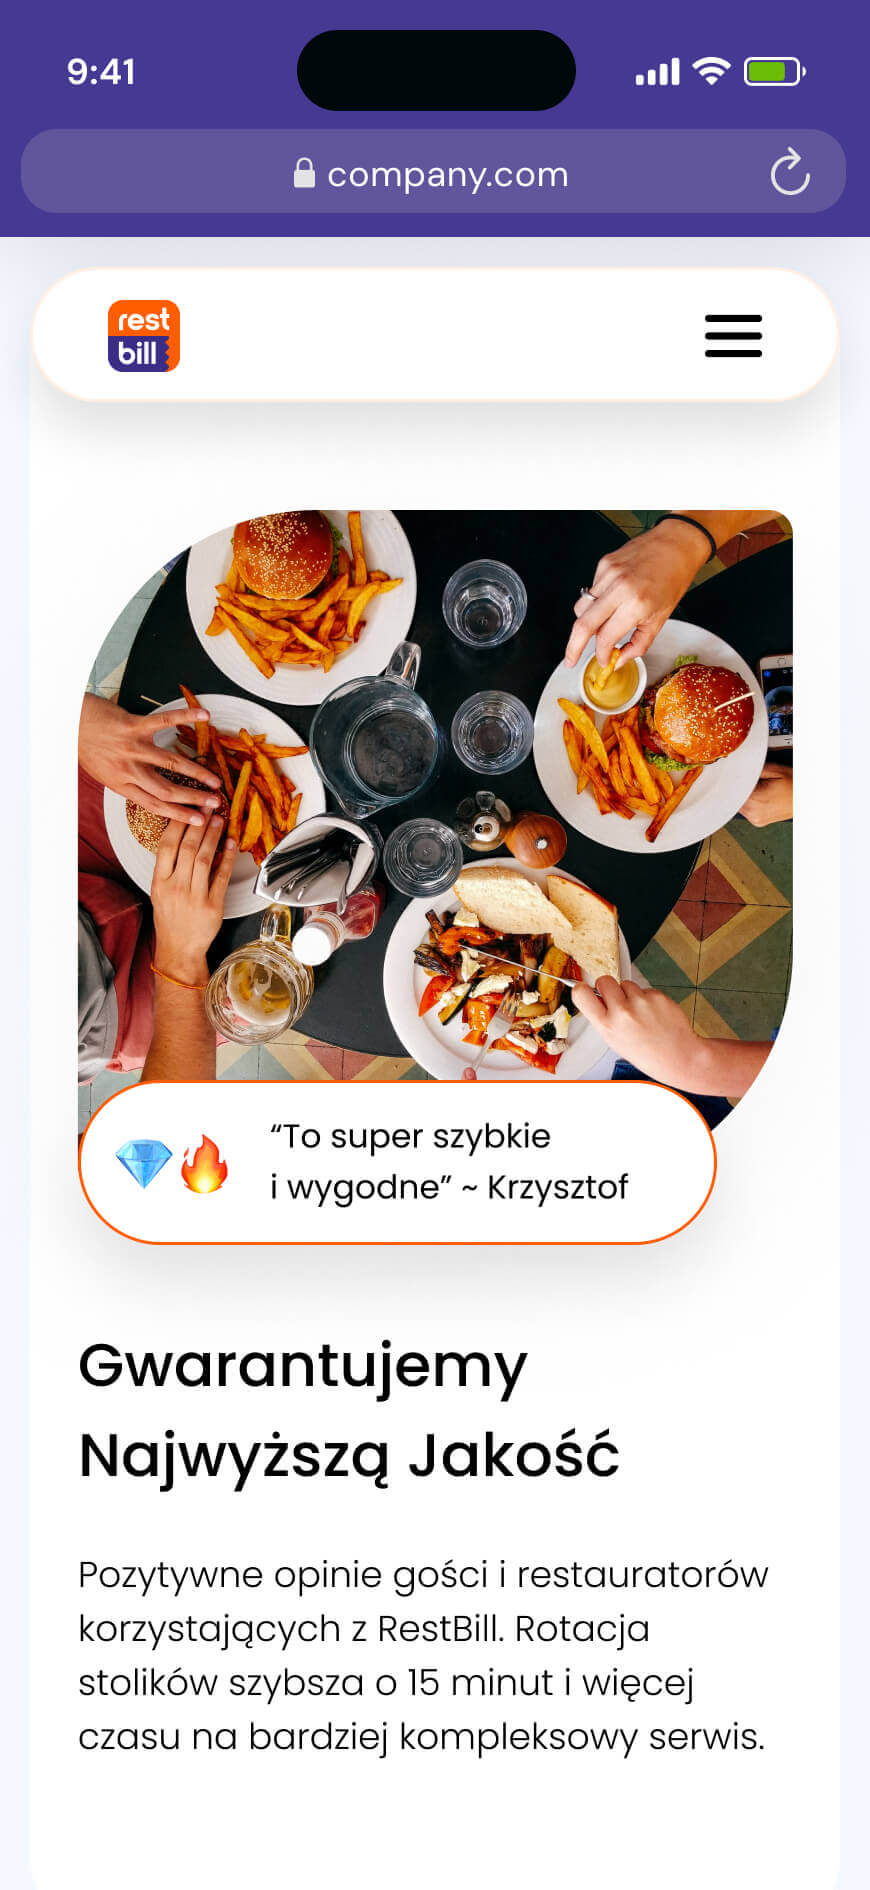 9:41
company.com
rest
bill
“To super szybkie
i wygodne” ~ Krzysztof
Gwarantujemy
Najwyższą Jakość
Pozytywne opinie gości i restauratorów
korzystających z RestBill. Rotacja
stolików szybsza o 15 minut i więcej
czasu na bardziej kompleksowy serwis.